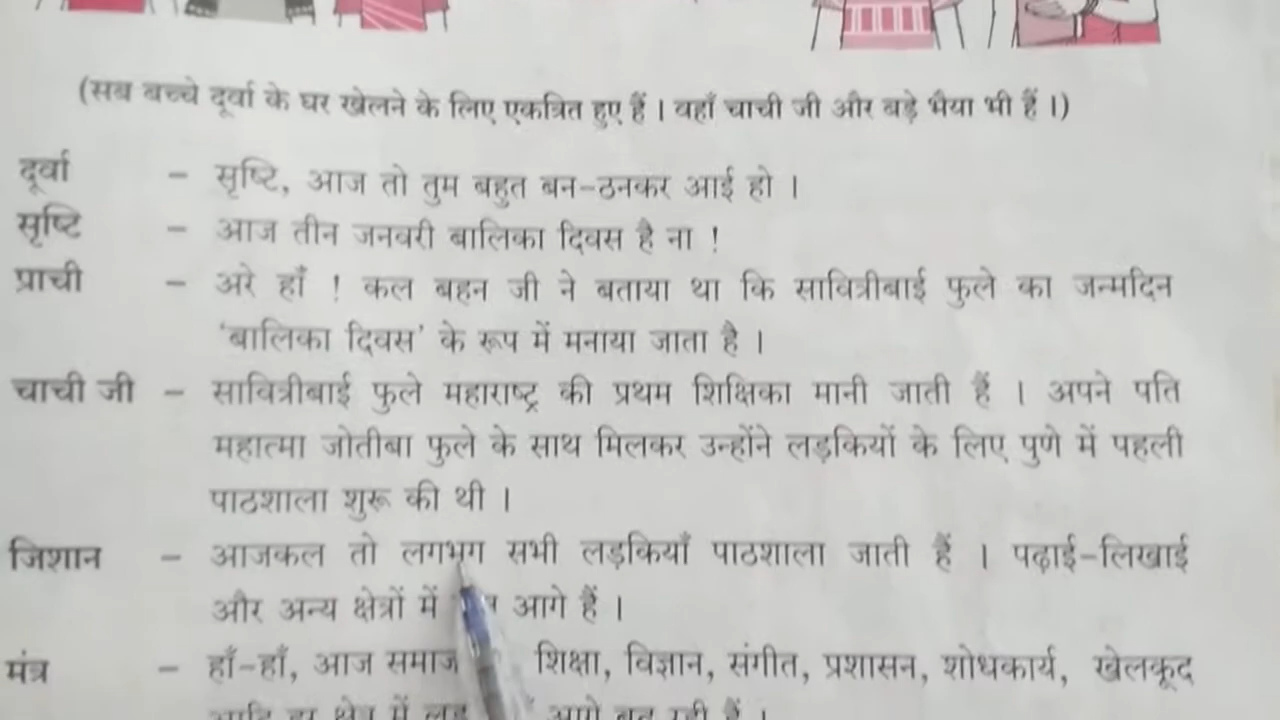 (सब बच्चे दूर्वा के घर खेलने के लिए एकत्रित हुए हैं । वहाँ चाची जी और बड़े भैया भी हैं ।)
दूर्वा – सृष्टि, आज तो तुम बहुत बन-ठनकर आई हो ।
सृष्टि – आज तीन जनवरी बालिका दिवस है ना !
प्राची – अरे हाँ ! कल बहन जी ने बताया था कि सावित्रीबाई फुले का जन्मदिन
'बालिका दिवस' के रूप में मनाया जाता है ।
चाची जी – सावित्रीबाई फुले महाराष्ट्र की प्रथम शिक्षिका मानी जाती हैं । अपने पति
महात्मा जोतीबा फुले के साथ मिलकर उन्होंने लड़कियों के लिए पुणे में पहली
पाठशाला शुरू की थी ।
जिशान – आजकल तो लगभग सभी लड़कियाँ पाठशाला जाती हैं । पढ़ाई-लिखाई
और अन्य क्षेत्रों में आगे हैं ।
मंत्र – हाँ-हाँ, आज समाज शिक्षा, विज्ञान, संगीत, प्रशासन, शोधकार्य, खेलकूद
क्षेत्र में आगे बढ़ रही हैं ।